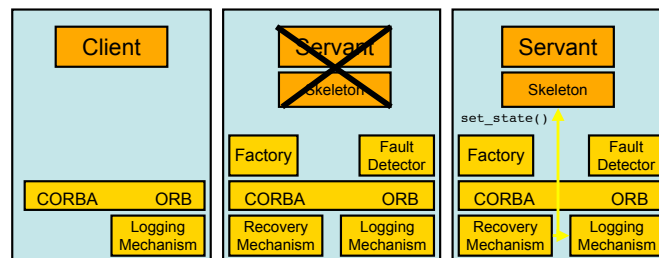 Client
CORBA ORB
Logging
Mechanism
Servant
Skeleton
Factory
Fault
Detector
CORBA ORB
Recovery
Mechanism
Logging
Mechanism
Servant
Skeleton
set_state()
Factory
Fault
Detector
CORBA ORB
Recovery
Mechanism
Logging
Mechanism